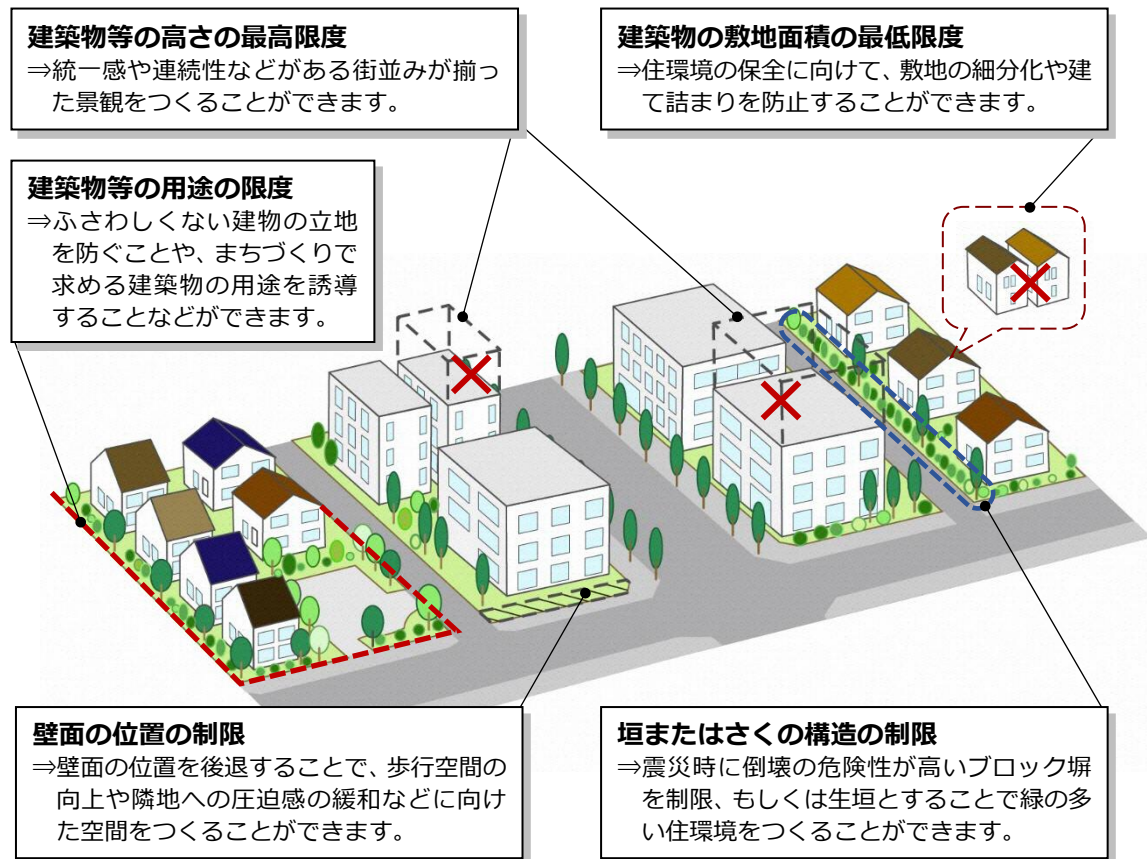 建築物等の高さの最高限度
⇒統一感や連続性などがある街並みが揃っ
た景観をつくることができます。
建築物の敷地面積の最低限度
⇒住環境の保全に向けて、敷地の細分化や建
て詰まりを防止することができます。
建築物等の用途の限度
⇒ふさわしくない建物の立地
を防ぐことや、まちづくりで
求める建築物の用途を誘導
することなどができます。
壁面の位置の制限
⇒壁面の位置を後退することで、歩行空間の
向上や隣地への圧迫感の緩和などに向け
た空間をつくることができます。
垣またはさくの構造の制限
⇒震災時に倒壊の危険性が高いブロック塀
を制限、もしくは生垣とすることで緑の多
い住環境をつくることができます。